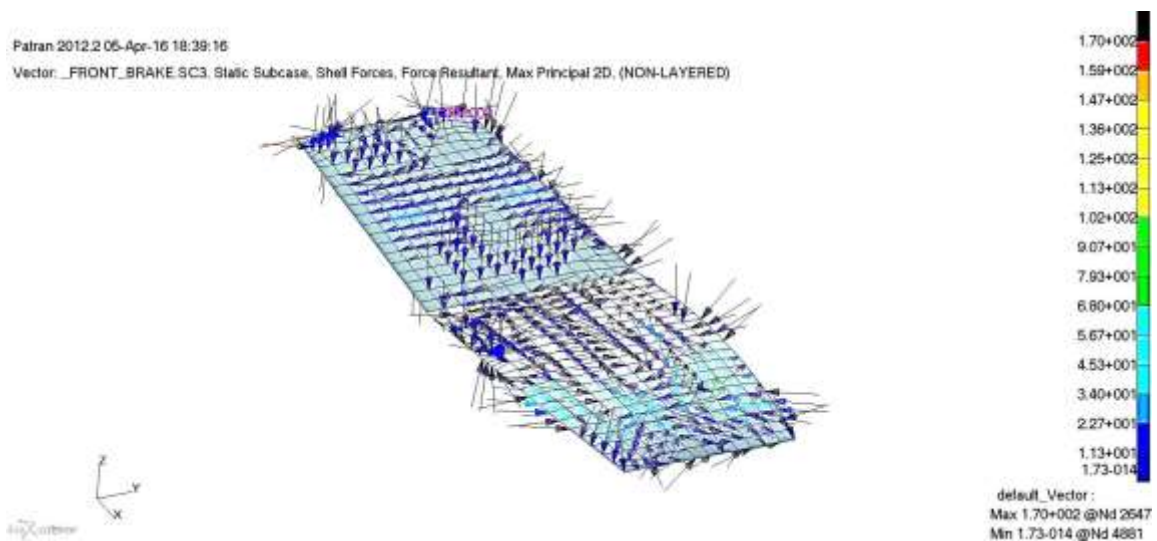 Patran 2012.2 05-Apr-16 18:39:16
Vector: _FRONT_BRAKE.SC3, Static Subcase, Shell Forces, Force Resultant, Max Principal 2D, (NON-LAYERED)
1.70+002
1.59+002
1.47+002
1.36+002
1.25+002
1.13+002
1.02+002
9.07+001
7.93+001
6.80+001
5.67+001
4.53+001
3.40+001
2.27+001
1.13+001
1.73-014
Z
Y
X
default_Vector :
Max 1.70+002 @Nd 2647
Min 1.73-014 @Nd 4881